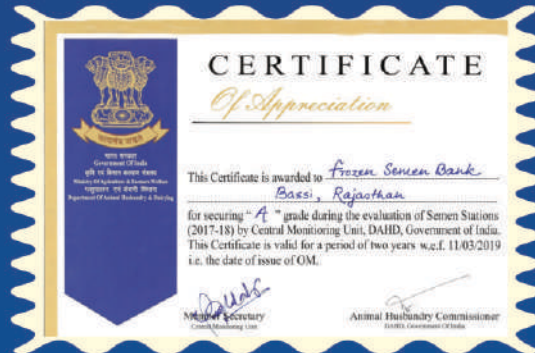 CERTIFICATE
Of Appreciation
सत्यमेव जयते
भारत सरकार
Government Of India
कृषि एवं किसान कल्याण मंत्रालय
Ministry Of Agriculture & Farmers Welfare
पशुपालन एवं डेयरी विभाग
Department Of Animal Husbandry & Dairying
This Certificate is awarded to Frozen Semen Bank
Bassi, Rajasthan
for securing "A" grade during the evaluation of Semen Stations
(2017-18) by Central Monitoring Unit, DAHD, Government of India.
This Certificate is valid for a period of two years w.e.f. 11/03/2019
i.e. the date of issue of OM.
Member Secretary
Central Monitoring Unit
Animal Husbandry Commissioner
DAHD, Government Of India